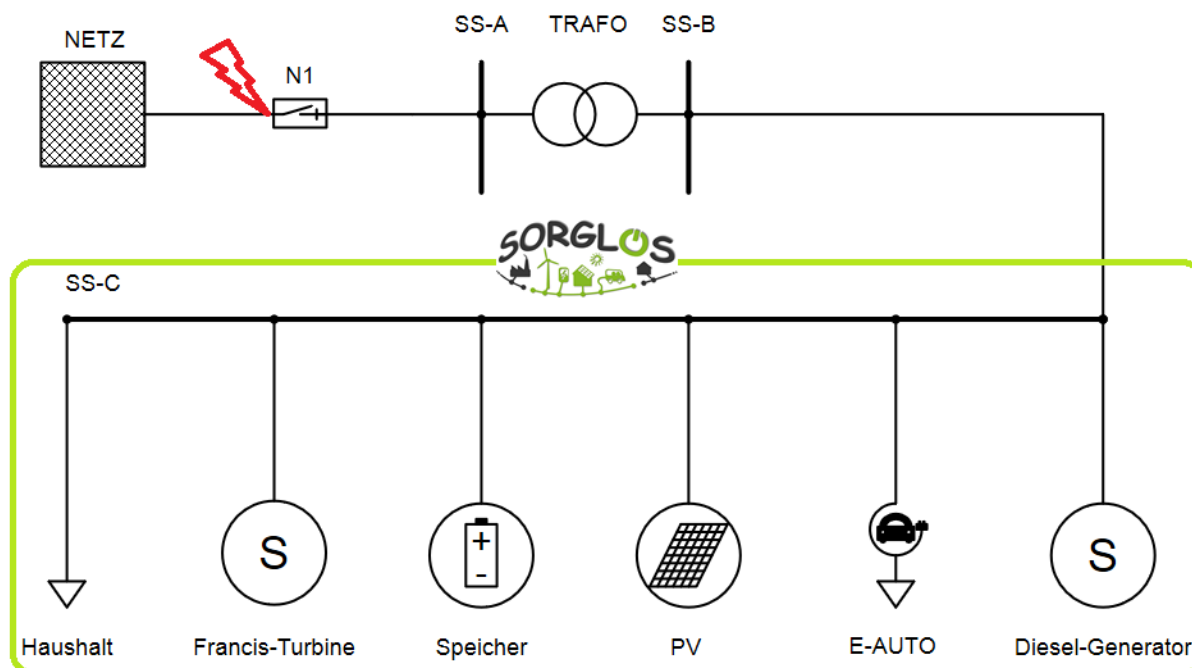 SS-A TRAFO SS-B
NETZ
N1
SORGLOS
SS-C
S
+
-
S
Haushalt Francis-Turbine Speicher PV E-AUTO Diesel-Generator